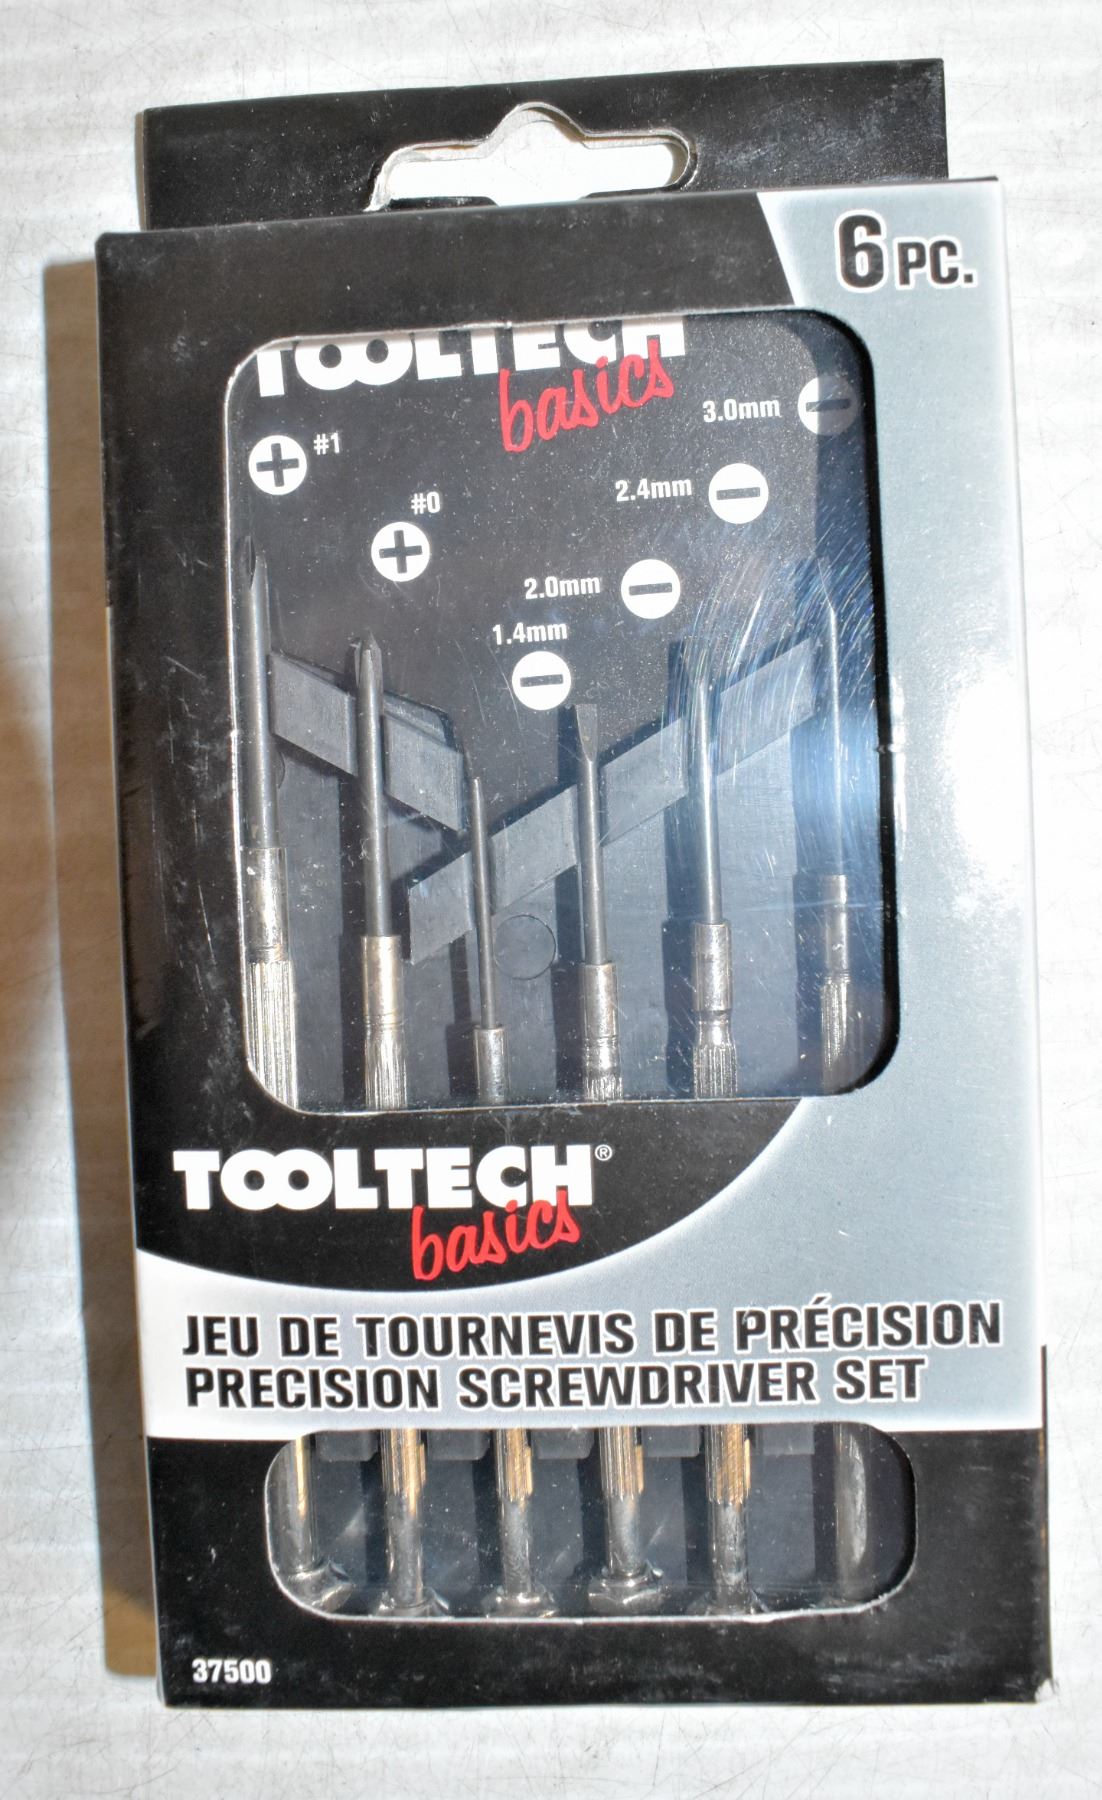 6 PC.
TOOLTECH
basics
3.0mm
#1
2.4mm
#0
2.0mm
1.4mm
TOOLTECH®
basics
JEU DE TOURNEVIS DE PRÉCISION
PRECISION SCREWDRIVER SET
37500